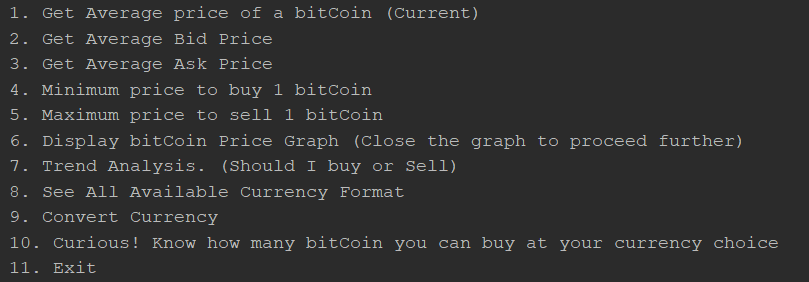 1. Get Average price of a bitCoin (Current)
2. Get Average Bid Price
3. Get Average Ask Price
4. Minimum price to buy 1 bitCoin
5. Maximum price to sell 1 bitCoin
6. Display bitCoin Price Graph (Close the graph to proceed further)
7. Trend Analysis. (Should I buy or Sell)
8. See All Available Currency Format
9. Convert Currency
10. Curious! Know how many bitCoin you can buy at your currency choice
11. Exit